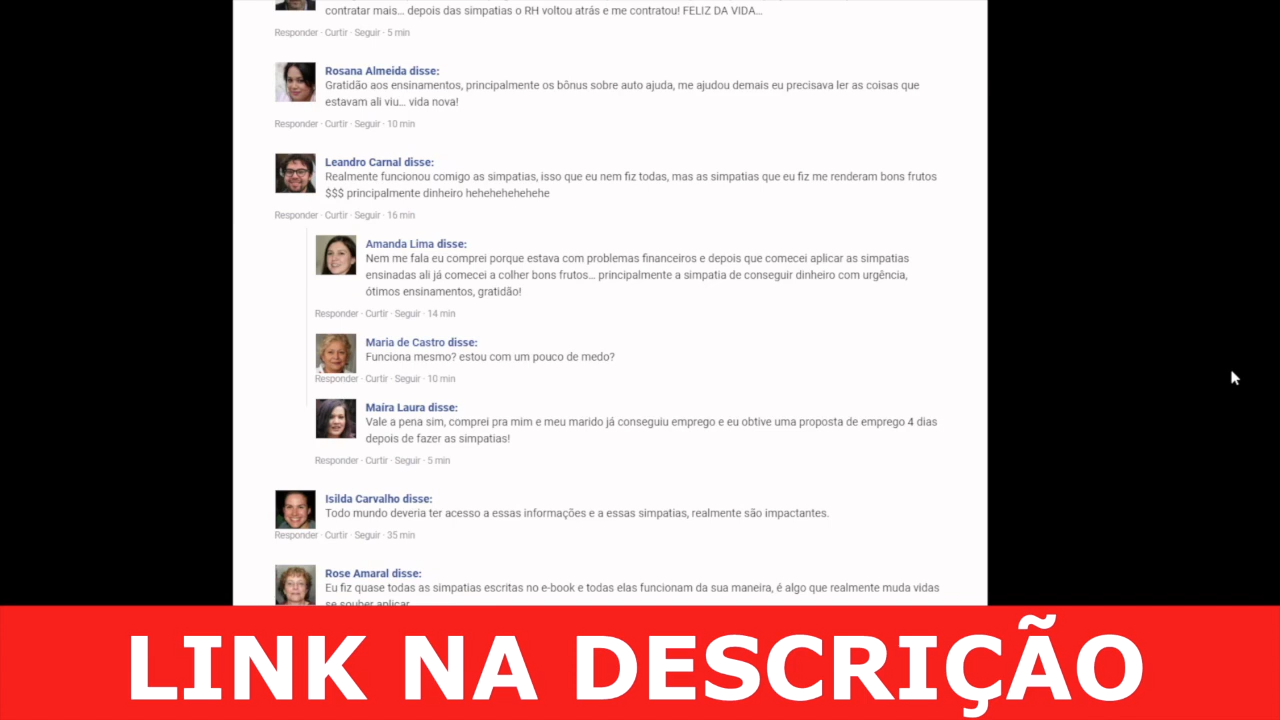 contratar mais... depois das simpatias o RH voltou atrás e me contratou! FELIZ DA VIDA...
Responder · Curtir · Seguir · 5 min
Rosana Almeida disse:
Gratidão aos ensinamentos, principalmente os bônus sobre auto ajuda, me ajudou demais eu precisava ler as coisas que
estavam ali viu... vida nova!
Responder · Curtir · Seguir · 10 min
Leandro Carnal disse:
Realmente funcionou comigo as simpatias, isso que eu nem fiz todas, mas as simpatias que eu fiz me renderam bons frutos
$$$ principalmente dinheiro hehehehehehehe
Responder · Curtir · Seguir · 16 min
Amanda Lima disse:
Nem me fala eu comprei porque estava com problemas financeiros e depois que comecei aplicar as simpatias
ensinadas ali já comecei a colher bons frutos... principalmente a simpatia de conseguir dinheiro com urgência,
ótimos ensinamentos, gratidão!
Responder · Curtir · Seguir · 14 min
Maria de Castro disse:
Funciona mesmo? estou com um pouco de medo?
Responder · Curtir · Seguir · 10 min
Maíra Laura disse:
Vale a pena sim, comprei pra mim e meu marido já conseguiu emprego e eu obtive uma proposta de emprego 4 dias
depois de fazer as simpatias!
Responder · Curtir · Seguir · 5 min
Isilda Carvalho disse:
Todo mundo deveria ter acesso a essas informações e a essas simpatias, realmente são impactantes.
Responder · Curtir · Seguir · 35 min
Rose Amaral disse:
Eu fiz quase todas as simpatias escritas no e-book e todas elas funcionam da sua maneira, é algo que realmente muda vidas
se souber aplicar
LINK NA DESCRIÇÃO